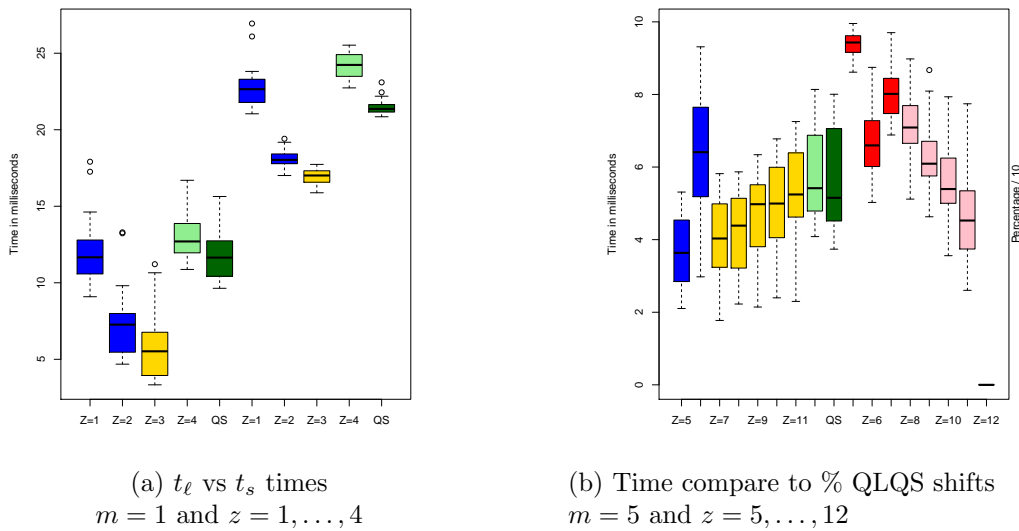 Time in milliseconds
25
20
15
10
5
Z=1 Z=2 Z=3 Z=4 QS Z=1 Z=2 Z=3 Z=4 QS
(a) tℓ vs ts times
m = 1 and z = 1, . . . , 4
Time in milliseconds
10
8
6
4
2
0
Z=5 Z=7 Z=9 Z=11 QS Z=6 Z=8 Z=10 Z=12
Percentage / 10
(b) Time compare to % QLQS shifts
m = 5 and z = 5, . . . , 12